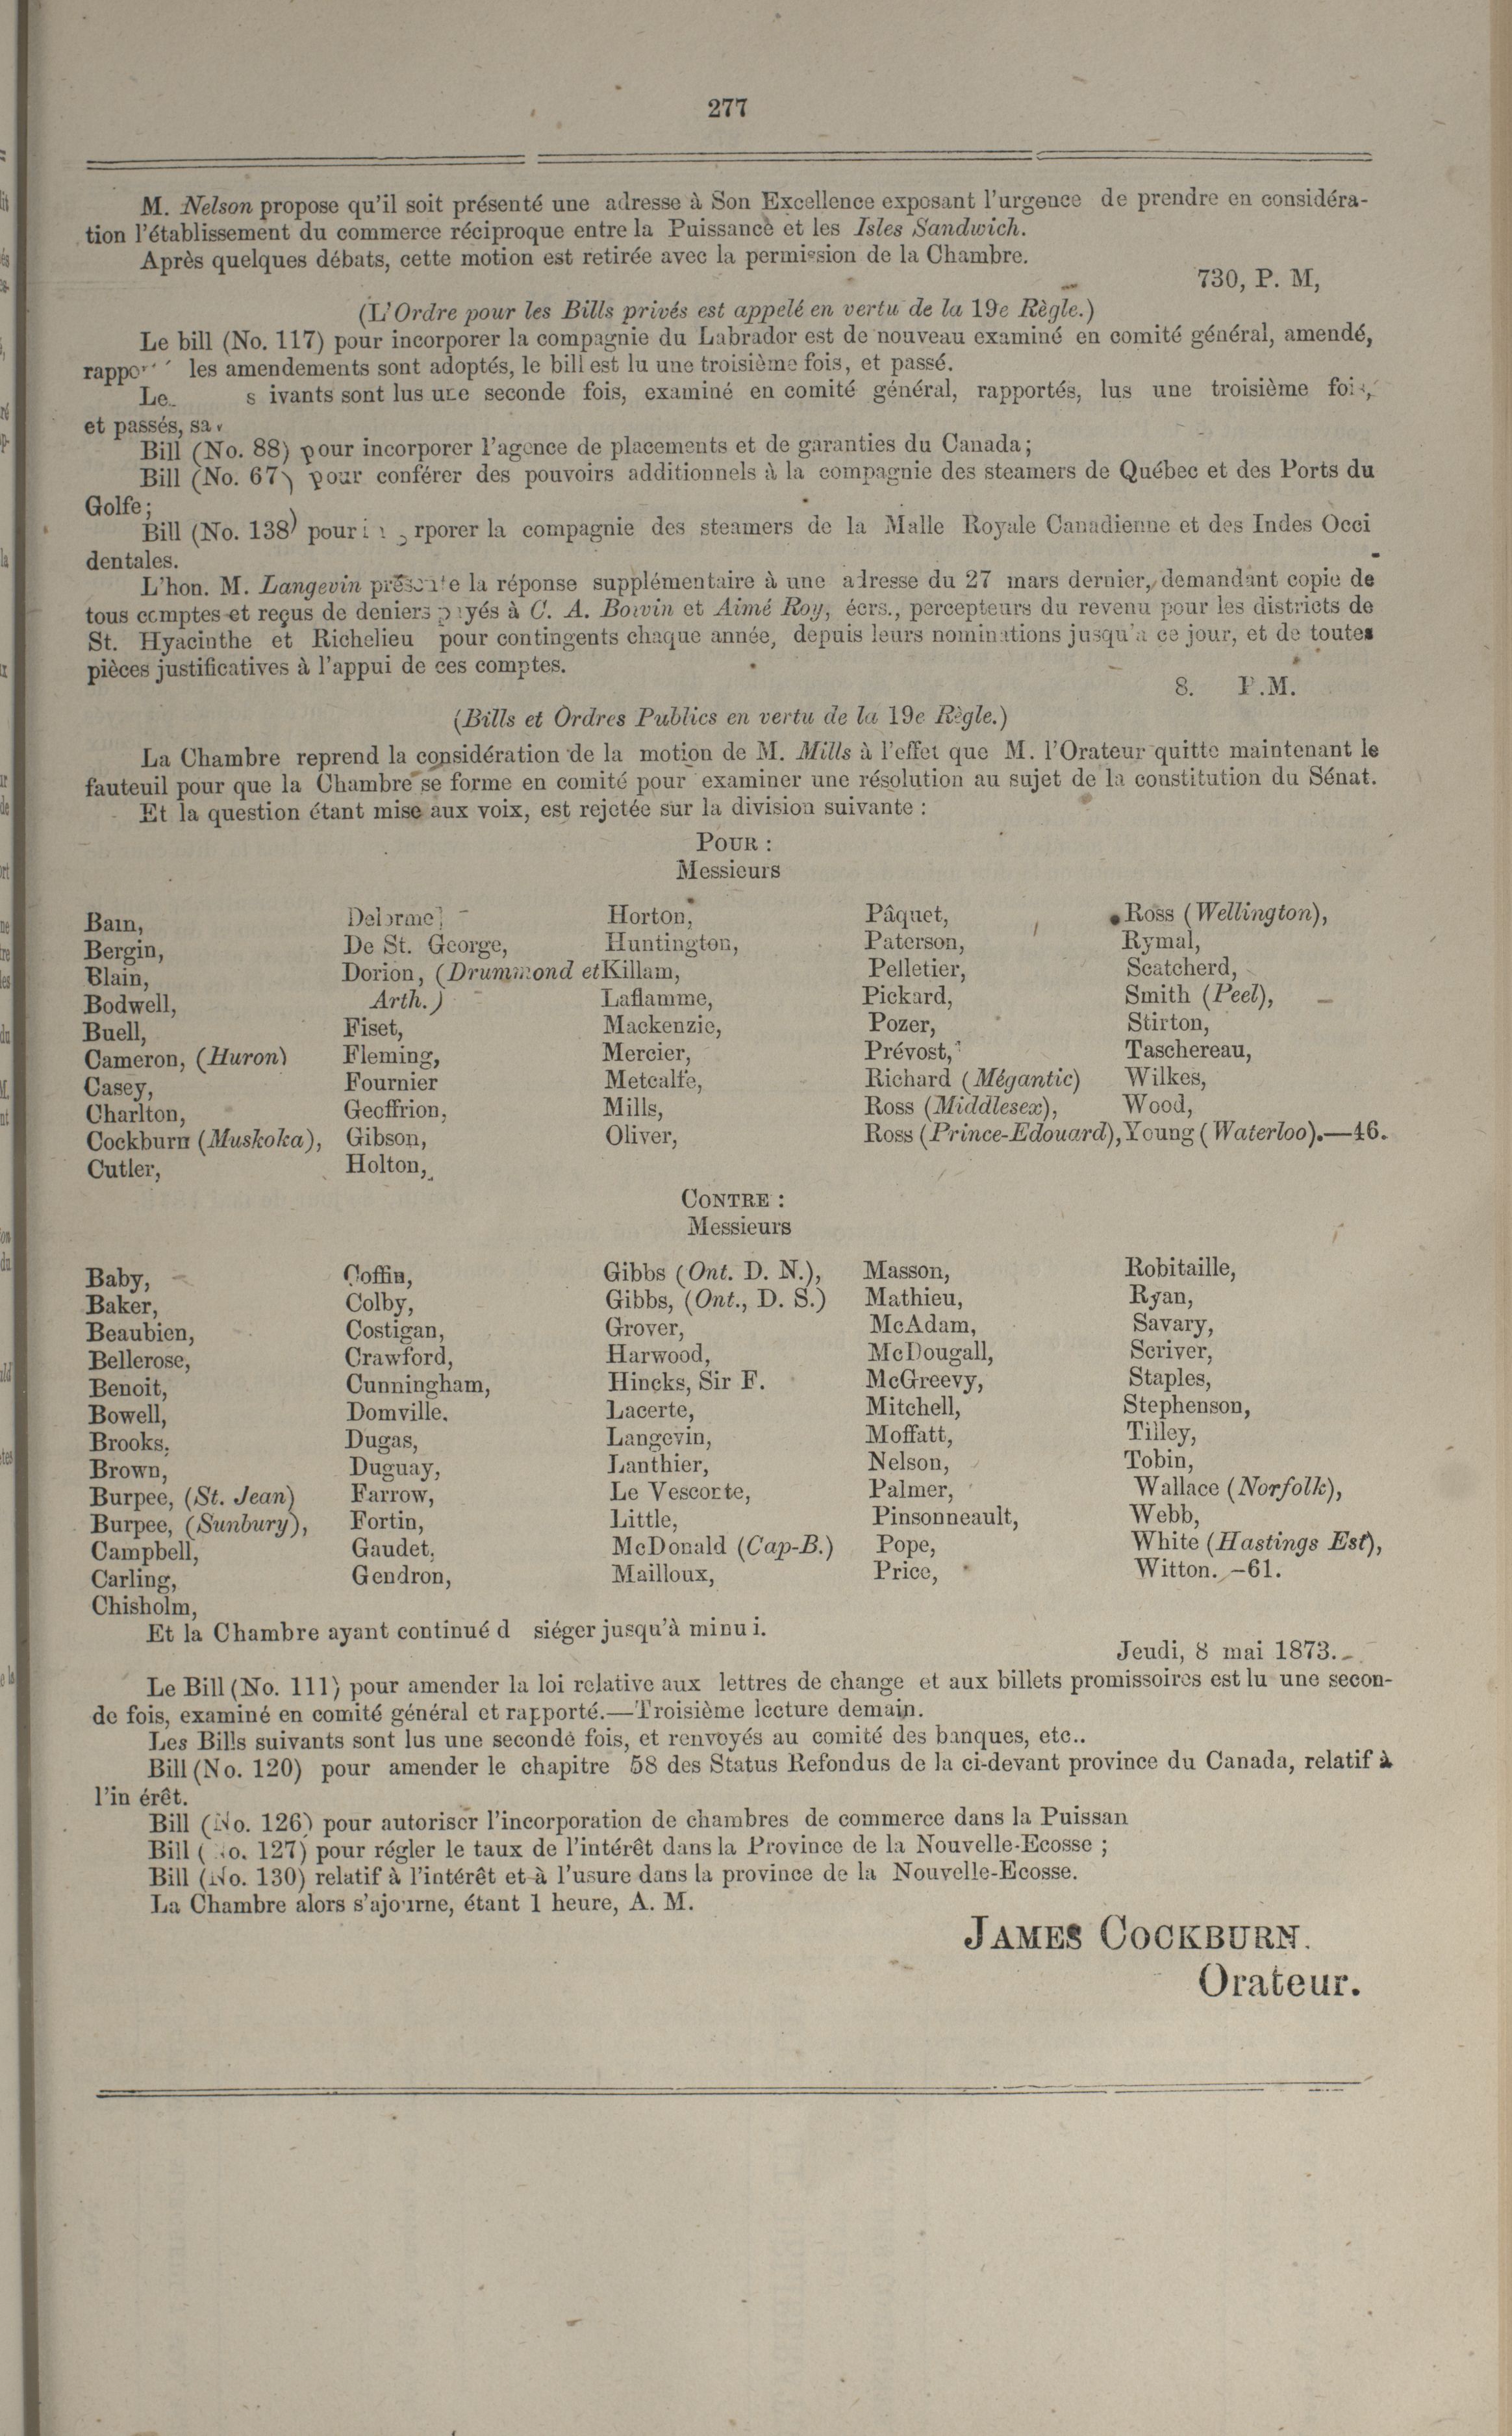 277
M. Nelson propose qu'il soit présenté une adresse à Son Excellence exposant l'urgence de prendre en considéra-
tion l'établissement du commerce réciproque entre la Puissance et les Isles Sandwich.
Après quelques débats, cette motion est retirée avec la permission de la Chambre.
730, P. M,
(L'Ordre pour les Bills privés est appelé en vertu de la 19e Règle.)
Le bill (No. 117) pour incorporer la compagnie du Labrador est de nouveau examiné en comité général, amendé,
les amendements sont adoptés, le bill est lu une troisième fois, et passé.
sont lus une seconde fois, examiné en comité général, rapportés, lus une troisième fois,
et passés,
Bill (No. 88) pour incorporer l'agence de placements et de garanties du Canada;
Bill (No. 67) pour conférer des pouvoirs additionnels à la compagnie des steamers de Québec et des Ports du
Golfe;
Bill (No. 138) pour rporer la compagnie des steamers de la Malle Royale Canadienne et des Indes Occi
dentales.
L'hon. M. Langevin présente la réponse supplémentaire à une adresse du 27 mars dernier, demandant copie de
tous comptes et reçus de deniers payés à C. A. Boivin et Aimé Roy, écrs., percepteurs du revenu pour les districts de
St. Hyacinthe et Richelieu pour contingents chaque année, depuis leurs nominations jusqu'à ce jour, et de toutes
pièces justificatives à l'appui de ces comptes.
8. P.M.
(Bills et Ordres Publics en vertu de la 19e Règle.)
La Chambre reprend la considération de la motion de M. Mills à l'effet que M. l'Orateur quitte maintenant le
fauteuil pour que la Chambre se forme en comité pour examiner une résolution au sujet de la constitution du Sénat.
Et la question étant mise aux voix, est rejetée sur la division suivante :
POUR :
Messieurs
Bain, Delorme, Horton, Pâquet, Ross (Wellington),
Bergin, De St. George, Huntington, Paterson, Rymal,
Blain, Dorion, (Drummond et Killam, Pelletier, Scatcherd,
Bodwell, Arth.) Laflamme, Pickard, Smith (Peel),
Buell, Fiset, Mackenzie, Pozer, Stirton,
Cameron, (Huron) Fleming, Mercier, Prévost, Taschereau,
Casey, Fournier Metcalfe, Richard (Mégantic) Wilkes,
Charlton, Geoffrion, Mills, Ross (Middlesex), Wood,
Cockburn (Muskoka), Gibson, Oliver, Ross (Prince-Edouard), Young (Waterloo).—46.
Cutler, Holton,
CONTRE :
Messieurs
Baby, Coffin, Gibbs (Ont. D. N.), Masson, Robitaille,
Baker, Colby, Gibbs, (Ont., D. S.) Mathieu, Ryan,
Beaubien, Costigan, Grover, McAdam, Savary,
Bellerose, Crawford, Harwood, McDougall, Scriver,
Benoit, Cunningham, Hincks, Sir F. McGreevy, Staples,
Bowell, Domville. Lacerte, Mitchell, Stephenson,
Brooks, Dugas, Langevin, Moffatt, Tilley,
Brown, Duguay, Lanthier, Nelson, Tobin,
Burpee, (St. Jean) Farrow, Le Vesconte, Palmer, Wallace (Norfolk),
Burpee, (Sunbury), Fortin, Little, Pinsonneault, Webb,
Campbell, Gaudet, McDonald (Cap-B.) Pope, White (Hastings Est),
Carling, Gendron, Mailloux, Price, Witton.—61.
Chisholm,
Et la Chambre ayant continué d siéger jusqu'à minui.
Jeudi, 8 mai 1873.
Le Bill (No. 111) pour amender la loi relative aux lettres de change et aux billets promissoires est lu une secon-
de fois, examiné en comité général et rapporté.—Troisième lecture demain.
Les Bills suivants sont lus une seconde fois, et renvoyés au comité des banques, etc..
Bill (No. 120) pour amender le chapitre 58 des Status Refondus de la ci-devant province du Canada, relatif à
l'in érêt.
Bill (No. 126) pour autoriser l'incorporation de chambres de commerce dans la Puissan
Bill (No. 127) pour régler le taux de l'intérêt dans la Province de la Nouvelle-Ecosse ;
Bill (No. 130) relatif à l'intérêt et à l'usure dans la province de la Nouvelle-Ecosse.
La Chambre alors s'ajourne, étant 1 heure, A. M.
JAMES COCKBURN.
Orateur.